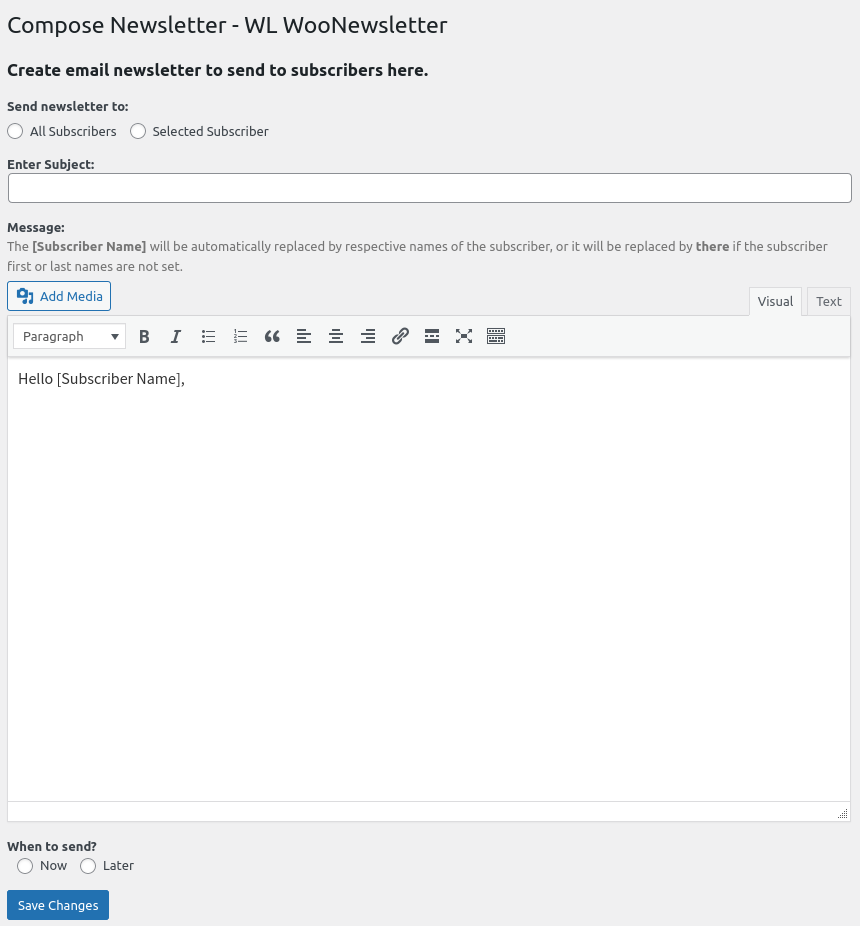 Compose Newsletter - WL WooNewsletter
Create email newsletter to send to subscribers here.
Send newsletter to:
All Subscribers Selected Subscriber
Enter Subject:
Message:
The [Subscriber Name] will be automatically replaced by respective names of the subscriber, or it will be replaced by there if the subscriber
first or last names are not set.
Add Media
Visual Text
Paragraph
Hello [Subscriber Name],
When to send?
Now Later
Save Changes